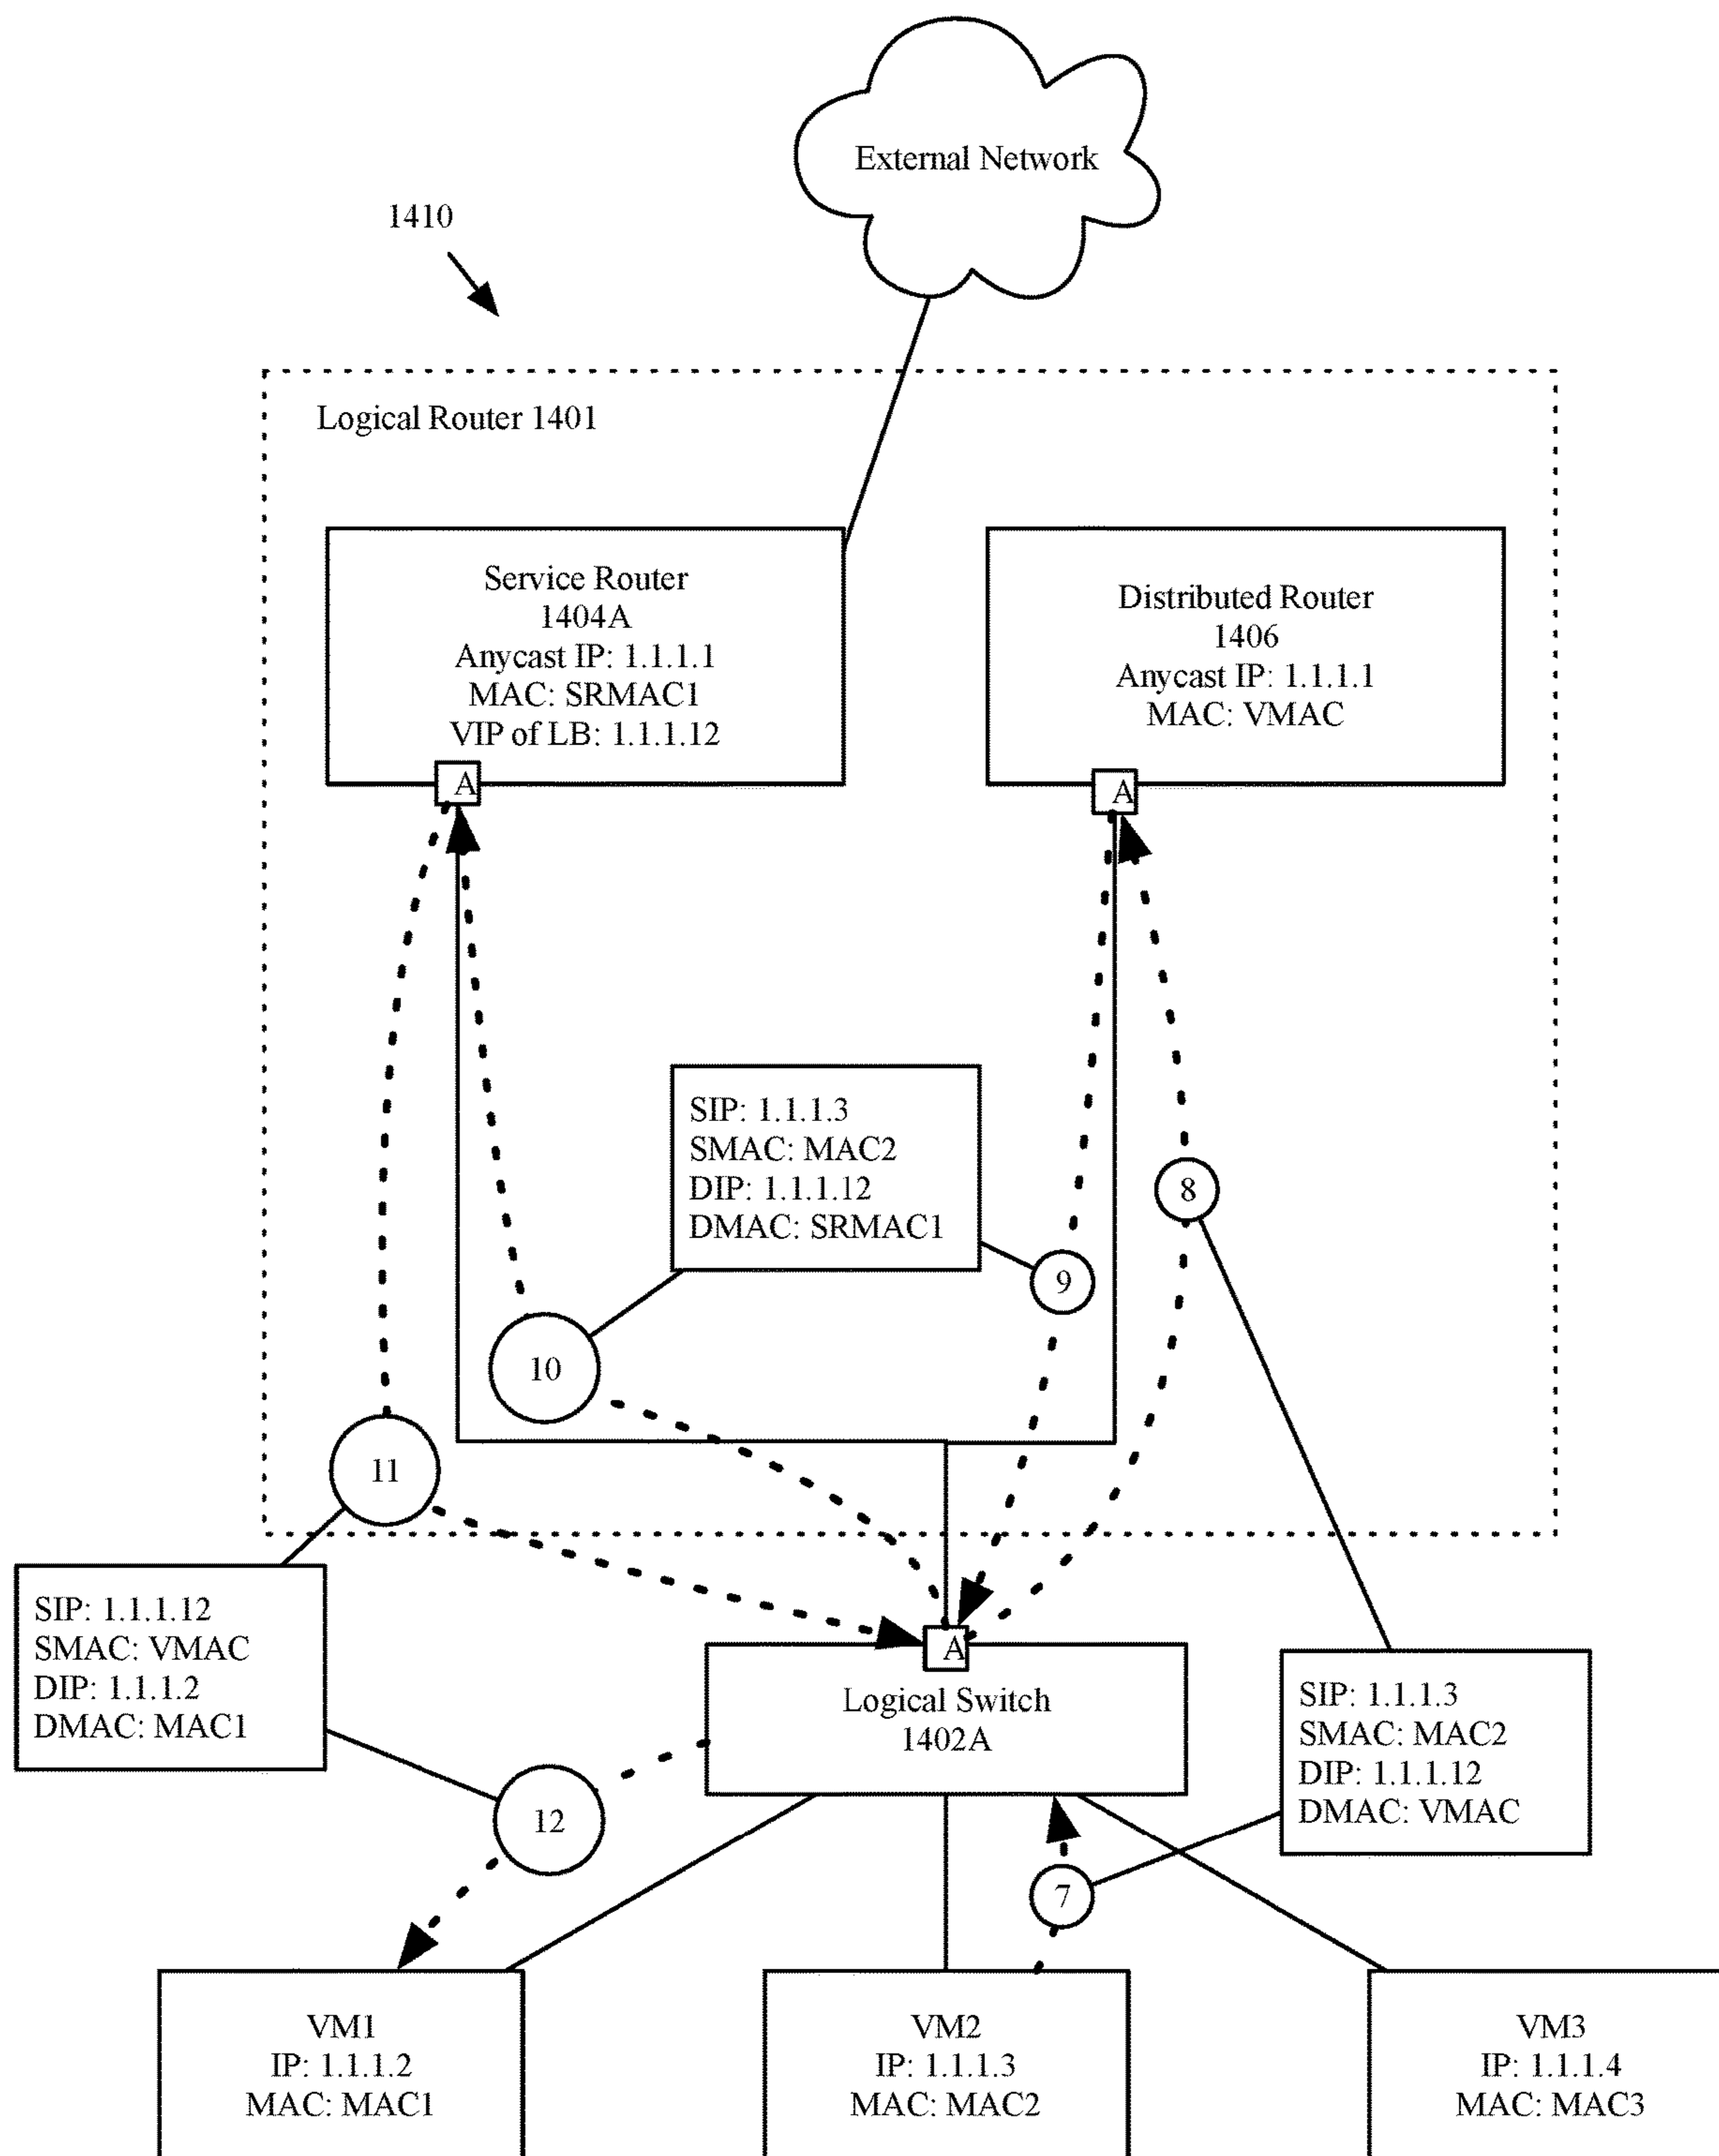 External Network
1410
Logical Router 1401
Service Router
1404A
Anycast IP: 1.1.1.1
MAC: SRMAC1
VIP of LB: 1.1.1.12
A
Distributed Router
1406
Anycast IP: 1.1.1.1
MAC: VMAC
A
SIP: 1.1.1.3
SMAC: MAC2
DIP: 1.1.1.12
DMAC: SRMAC1
8
9
10
11
SIP: 1.1.1.12
SMAC: VMAC
DIP: 1.1.1.2
DMAC: MAC1
A
Logical Switch
1402A
SIP: 1.1.1.3
SMAC: MAC2
DIP: 1.1.1.12
DMAC: VMAC
12
7
VM1
IP: 1.1.1.2
MAC: MAC1
VM2
IP: 1.1.1.3
MAC: MAC2
VM3
IP: 1.1.1.4
MAC: MAC3